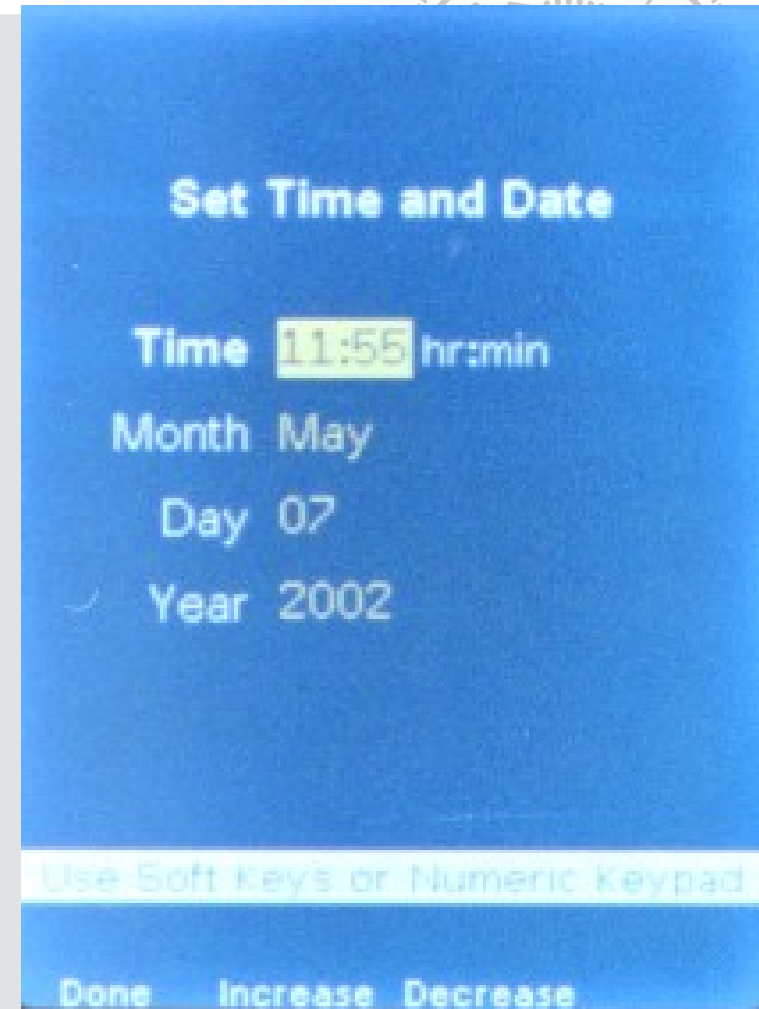 Set Time and Date
Time 11:55 hr:min
Month May
Day 07
Year 2002
Use Soft Keys or Numeric Keypad
Done Increase Decrease